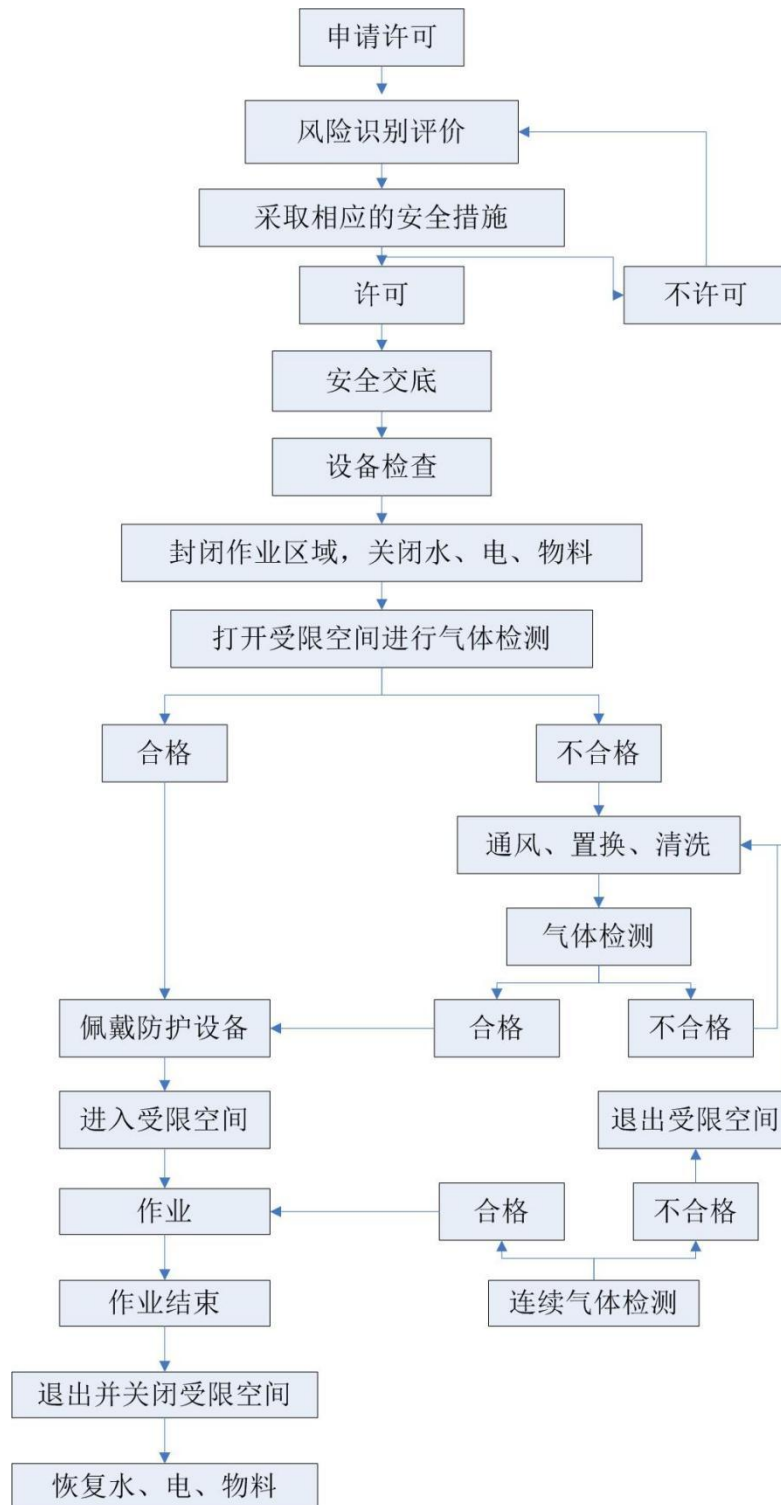 申请许可
风险识别评价
采取相应的安全措施
许可
不许可
安全交底
设备检查
封闭作业区域，关闭水、电、物料
打开受限空间进行气体检测
合格
不合格
通风、置换、清洗
气体检测
佩戴防护设备
合格
不合格
进入受限空间
退出受限空间
作业
合格
不合格
作业结束
连续气体检测
退出并关闭受限空间
恢复水、电、物料